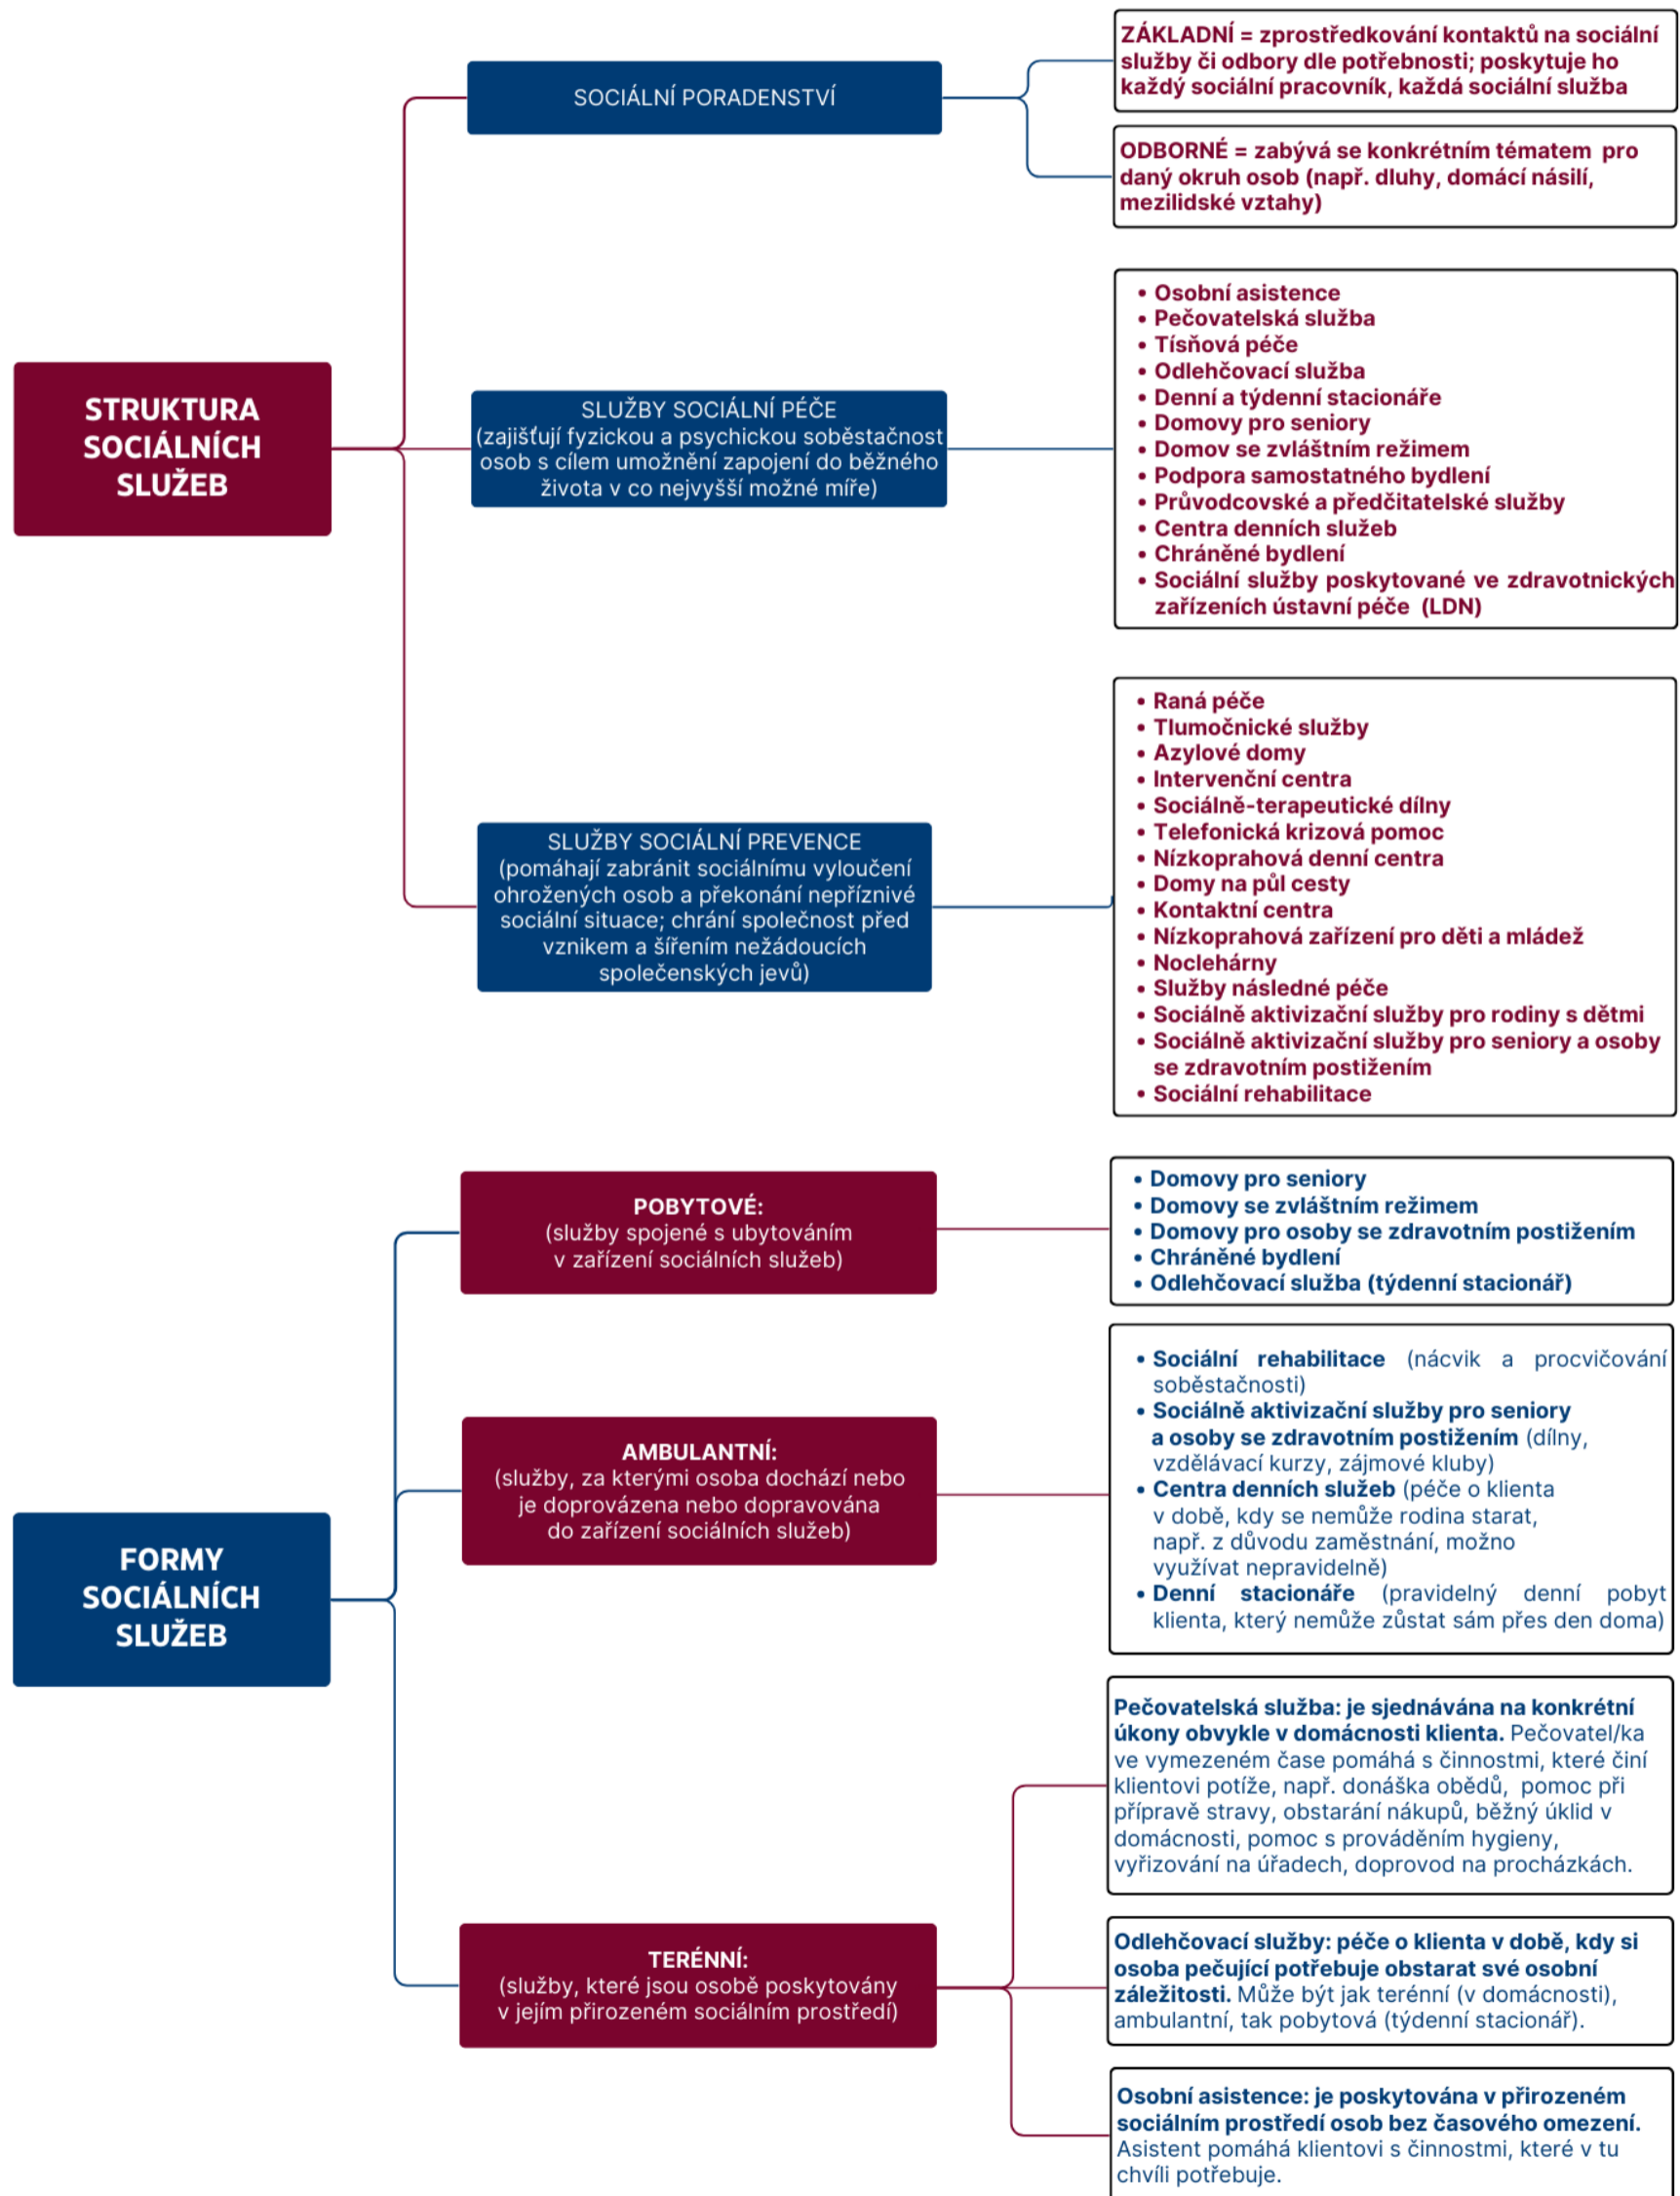 STRUKTURA
SOCIÁLNÍCH
SLUŽEB
SOCIÁLNÍ PORADENSTVÍ
ZÁKLADNÍ = zprostředkování kontaktů na sociální
služby či odbory dle potřebnosti; poskytuje ho
každý sociální pracovník, každá sociální služba
ODBORNÉ = zabývá se konkrétním tématem pro
daný okruh osob (např. dluhy, domácí násilí,
mezilidské vztahy)
SLUŽBY SOCIÁLNÍ PÉČE
(zajišťují fyzickou a psychickou soběstačnost
osob s cílem umožnění zapojení do běžného
života v co nejvyšší možné míře)
• Osobní asistence
• Pečovatelská služba
• Tísňová péče
• Odlehčovací služba
• Denní a týdenní stacionáře
• Domovy pro seniory
• Domov se zvláštním režimem
• Podpora samostatného bydlení
• Průvodcovské a předčitatelské služby
• Centra denních služeb
• Chráněné bydlení
• Sociální služby poskytované ve zdravotnických
zařízeních ústavní péče (LDN)
SLUŽBY SOCIÁLNÍ PREVENCE
(pomáhají zabránit sociálnímu vyloučení
ohrožených osob a překonání nepříznivé
sociální situace; chrání společnost před
vznikem a šířením nežádoucích
společenských jevů)
• Raná péče
• Tlumočnické služby
• Azylové domy
• Intervenční centra
• Sociálně-terapeutické dílny
• Telefonická krizová pomoc
• Nízkoprahová denní centra
• Domy na půl cesty
• Kontaktní centra
• Nízkoprahová zařízení pro děti a mládež
• Noclehárny
• Služby následné péče
• Sociálně aktivizační služby pro rodiny s dětmi
• Sociálně aktivizační služby pro seniory a osoby
se zdravotním postižením
• Sociální rehabilitace
FORMY
SOCIÁLNÍCH
SLUŽEB
POBYTOVÉ:
(služby spojené s ubytováním
v zařízení sociálních služeb)
• Domovy pro seniory
• Domovy se zvláštním režimem
• Domovy pro osoby se zdravotním postižením
• Chráněné bydlení
• Odlehčovací služba (týdenní stacionář)
AMBULANTNÍ:
(služby, za kterými osoba dochází nebo
je doprovázena nebo dopravována
do zařízení sociálních služeb)
• Sociální rehabilitace (nácvik a procvičování
soběstačnosti)
• Sociálně aktivizační služby pro seniory
a osoby se zdravotním postižením (dílny,
vzdělávací kurzy, zájmové kluby)
• Centra denních služeb (péče o klienta
v době, kdy se nemůže rodina starat,
např. z důvodu zaměstnání, možno
využívat nepravidelně)
• Denní stacionáře (pravidelný denní pobyt
klienta, který nemůže zůstat sám přes den doma)
TERÉNNÍ:
(služby, které jsou osobě poskytovány
v jejím přirozeném sociálním prostředí)
Pečovatelská služba: je sjednávána na konkrétní
úkony obvykle v domácnosti klienta. Pečovatel/ka
ve vymezeném čase pomáhá s činnostmi, které činí
klientovi potíže, např. donáška obědů, pomoc při
přípravě stravy, obstarání nákupů, běžný úklid v
domácnosti, pomoc s prováděním hygieny,
vyřizování na úřadech, doprovod na procházkách.
Odlehčovací služby: péče o klienta v době, kdy si
osoba pečující potřebuje obstarat své osobní
záležitosti. Může být jak terénní (v domácnosti),
ambulantní, tak pobytová (týdenní stacionář).
Osobní asistence: je poskytována v přirozeném
sociálním prostředí osob bez časového omezení.
Asistent pomáhá klientovi s činnostmi, které v tu
chvíli potřebuje.